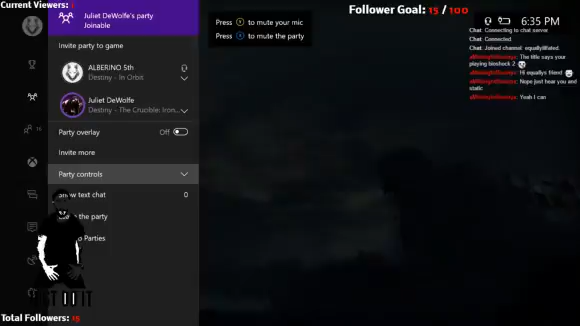 Current Viewers: 1
Follower Goal: 15 / 100
6:35 PM
Juliet DeWolfe's party
Joinable
Press Y to mute your mic
Press X to mute the party
Invite party to game
ALBERINO 5th
Destiny - In Orbit
Juliet DeWolfe
Destiny - The Crucible: Iron...
Party overlay Off
Invite more
Party controls
Show text chat 0
the party
Parties
Chat: Connecting to chat server
Chat: Connected
Chat: Joined channel: equallifilated.
The title says your
playing bioshock 2
Hi equallys friend
Nope just hear you and
static
Yeah I can
IT
Total Followers: 15